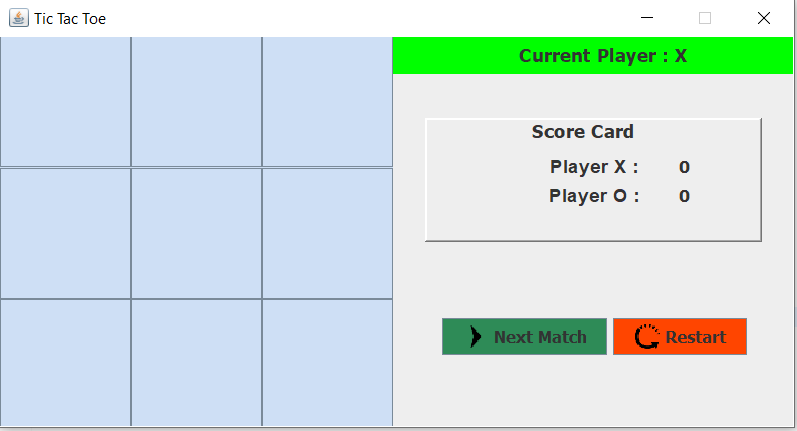 Tic Tac Toe
Current Player : X
Score Card
Player X : 0
Player O : 0
Next Match
Restart